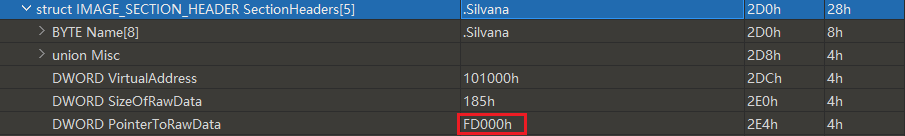 struct IMAGE_SECTION_HEADER SectionHeaders[5] .Silvana 2D0h 28h
BYTE Name[8] .Silvana 2D0h 8h
union Misc 2D8h 4h
DWORD VirtualAddress 101000h 2DCh 4h
DWORD SizeOfRawData 185h 2E0h 4h
DWORD PointerToRawData FD000h 2E4h 4h